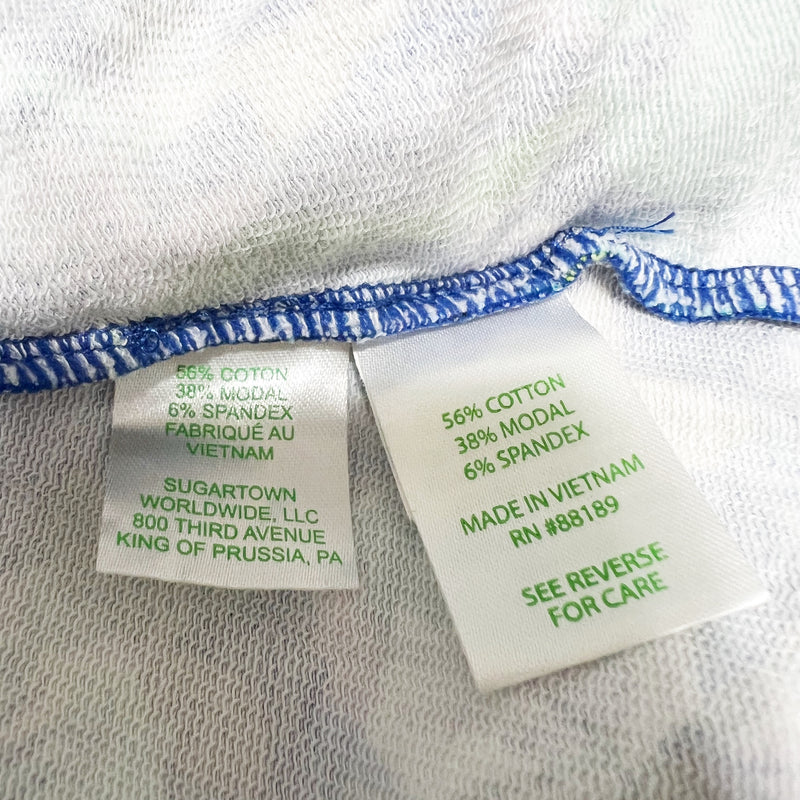 56% COTON
38% MODAL
6% SPANDEX
FABRIQUÉ AU
VIETNAM
SUGARTOWN
WORLDWIDE, LLC
800 THIRD AVENUE
KING OF PRUSSIA, PA
56% COTTON
38% MODAL
6% SPANDEX
MADE IN VIETNAM
RN #88189
SEE REVERSE
FOR CARE